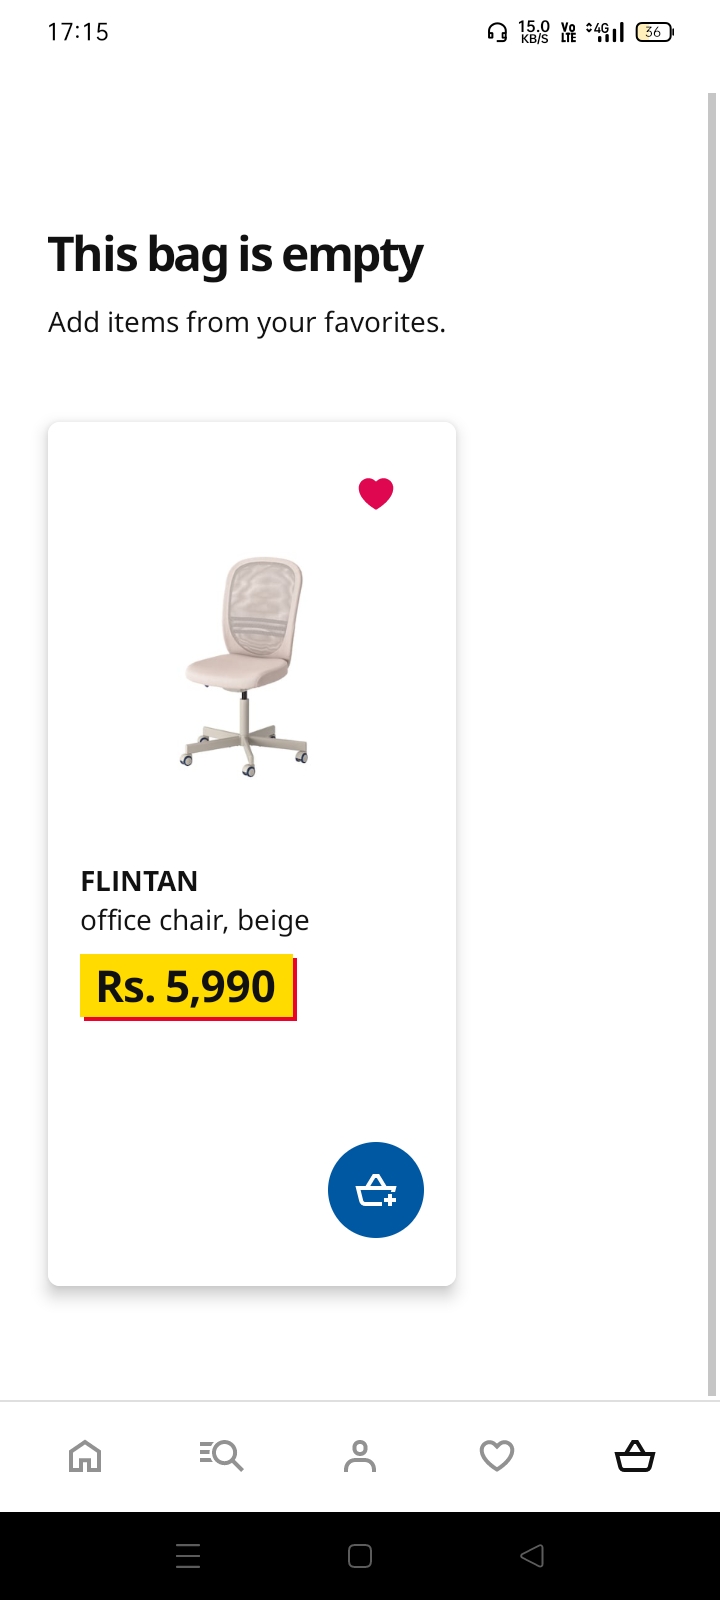 17:15
15.0
KB/S
Vo
LTE
4G
36
This bag is empty
Add items from your favorites.
FLINTAN
office chair, beige
Rs. 5,990